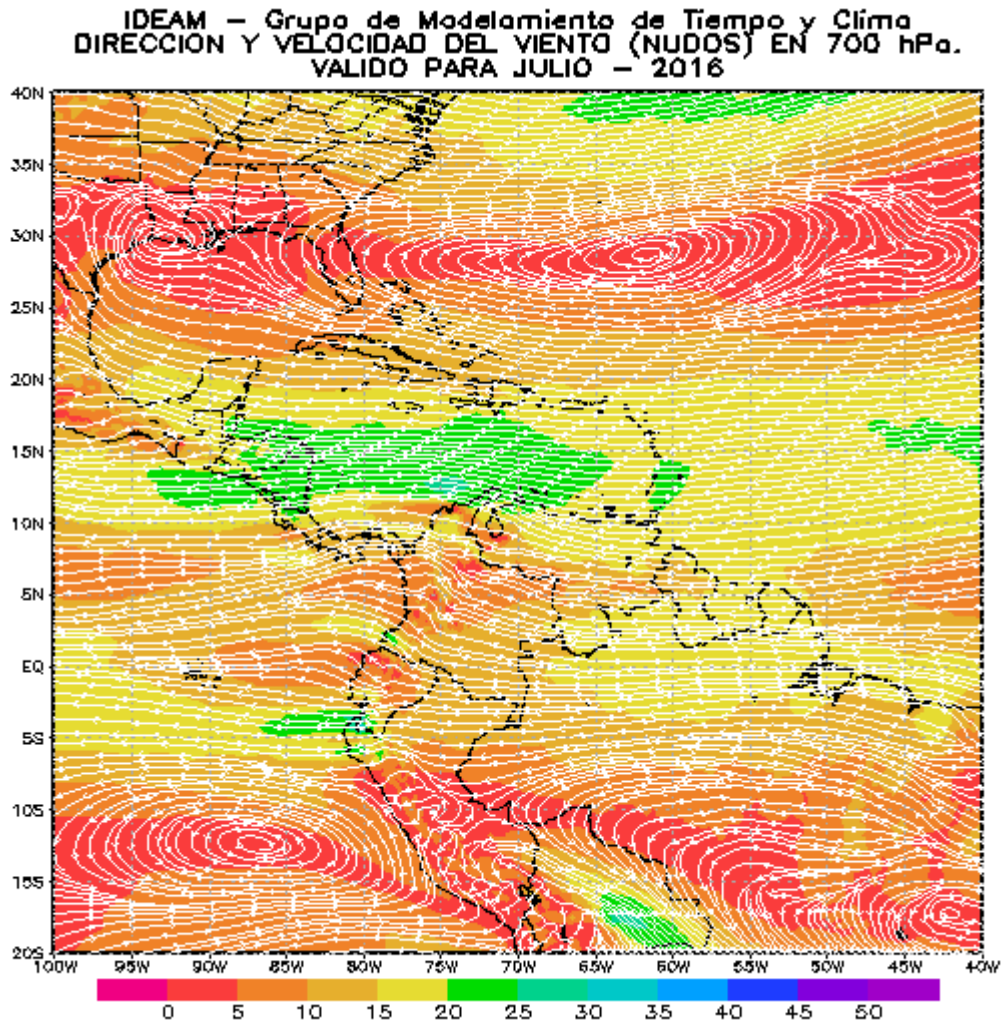 IDEAM – Grupo de Modelamiento de Tiempo y Clima
DIRECCION Y VELOCIDAD DEL VIENTO (NUDOS) EN 700 hPa.
VALIDO PARA JULIO – 2016
40N
35N
30N
25N
20N
15N
10N
5N
EQ
5S
10S
15S
20S
100W 95W 90W 85W 80W 75W 70W 65W 60W 55W 50W 45W 40W
0 5 10 15 20 25 30 35 40 45 50